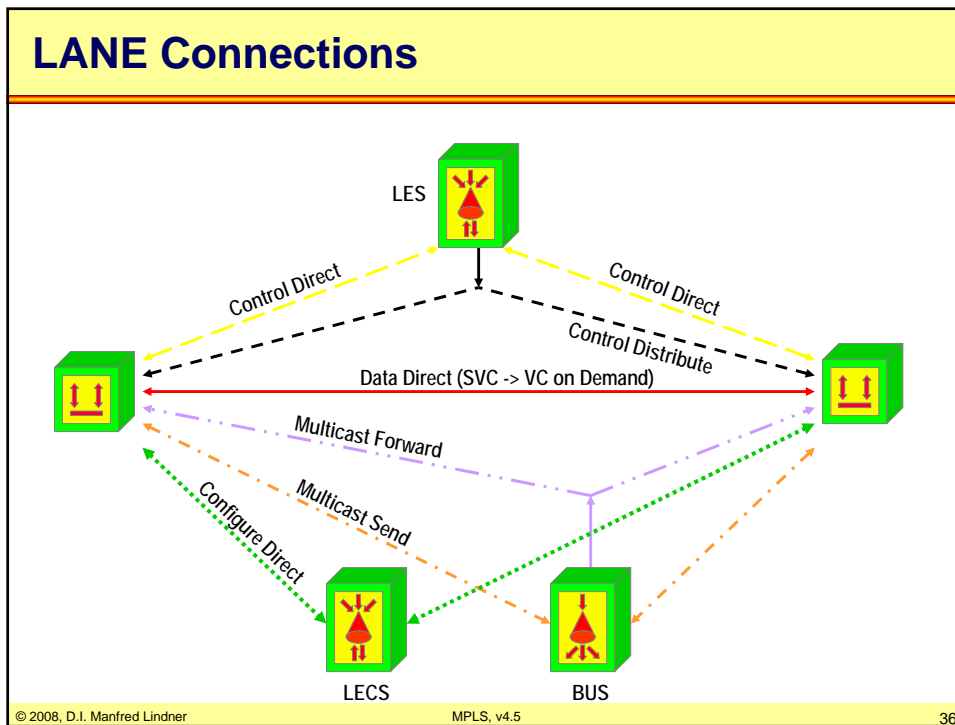 LANE Connections
LES
Control Direct
Control Direct
Control Distribute
Data Direct (SVC -> VC on Demand)
Multicast Forward
Multicast Send
Configure Direct
LECS
BUS
© 2008, D.I. Manfred Lindner
MPLS, v4.5
36